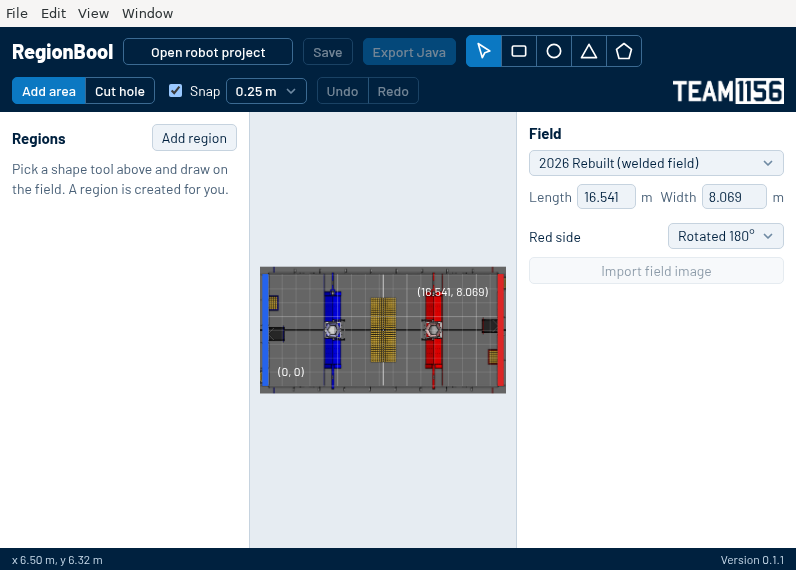 File Edit View Window
RegionBool
Open robot project
Save
Export Java
Add area
Cut hole
Snap
0.25 m
Undo
Redo
TEAM1156
Regions
Add region
Pick a shape tool above and draw on
the field. A region is created for you.
(16.541, 8.069)
(0, 0)
Field
2026 Rebuilt (welded field)
Length 16.541 m Width 8.069 m
Red side
Rotated 180°
Import field image
x 6.50 m, y 6.32 m
Version 0.1.1